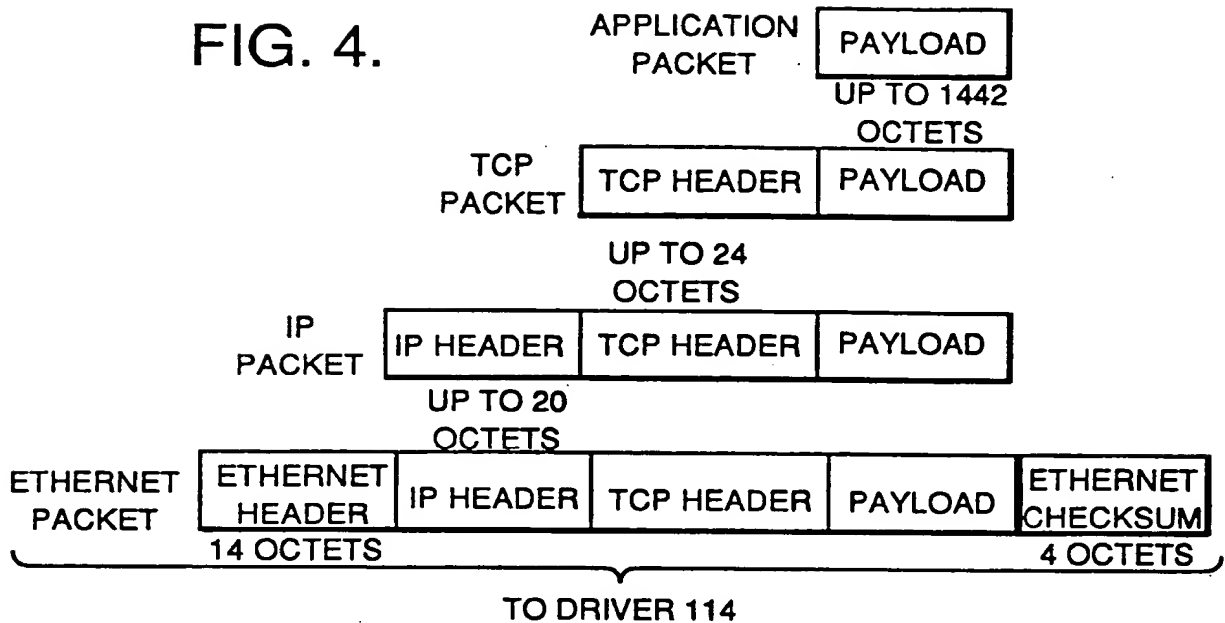 FIG. 4.
APPLICATION
PACKET
PAYLOAD
UP TO 1442
OCTETS
TCP
PACKET
TCP HEADER
PAYLOAD
UP TO 24
OCTETS
IP
PACKET
IP HEADER
TCP HEADER
PAYLOAD
UP TO 20
OCTETS
ETHERNET
PACKET
ETHERNET
HEADER
IP HEADER
TCP HEADER
PAYLOAD
ETHERNET
CHECKSUM
14 OCTETS
4 OCTETS
TO DRIVER 114